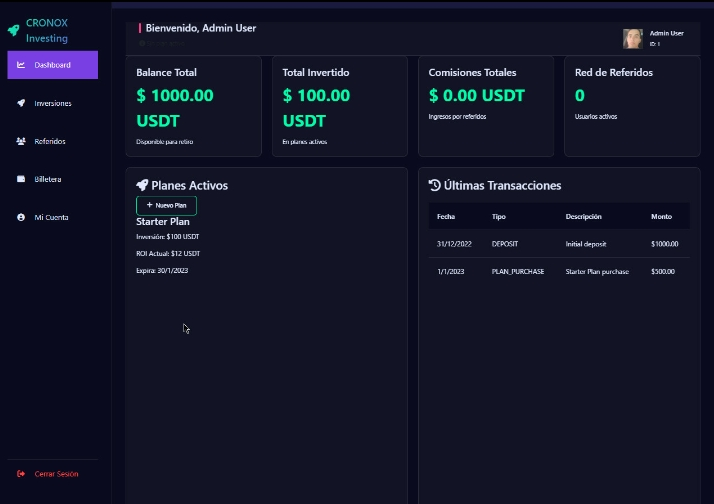 CRONOX
Investing
Dashboard
Inversiones
Referidos
Billetera
Mi Cuenta
Cerrar Sesión
Bienvenido, Admin User
Admin User
ID: 1
Balance Total
$ 1000.00
USDT
Disponible para retiro
Total Invertido
$ 100.00
USDT
En planes activos
Comisiones Totales
$ 0.00 USDT
Ingresos por referidos
Red de Referidos
0
Usuarios activos
Planes Activos
+ Nuevo Plan
Starter Plan
Inversión: $100 USDT
ROI Actual: $12 USDT
Expira: 30/1/2023
Últimas Transacciones
Fecha Tipo Descripción Monto
31/12/2022 DEPOSIT Initial deposit $1000.00
1/1/2023 PLAN_PURCHASE Starter Plan purchase $500.00